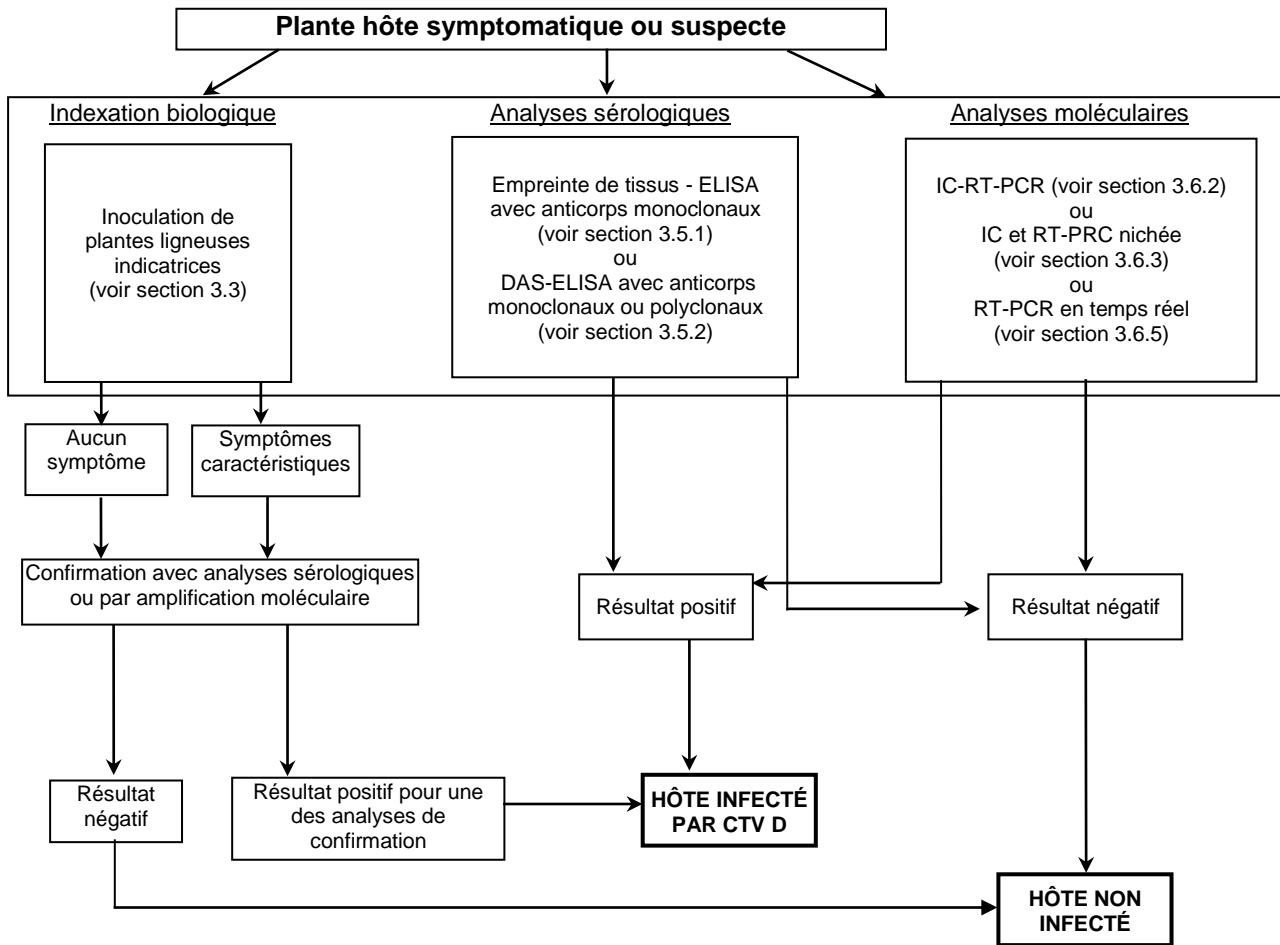 Plante hôte symptomatique ou suspecte
Indexation biologique
Inoculation de
plantes ligneuses
indicatrices
(voir section 3.3)
Analyses sérologiques
Empreinte de tissus - ELISA
avec anticorps monoclonaux
(voir section 3.5.1)
ou
DAS-ELISA avec anticorps
monoclonaux ou polyclonaux
(voir section 3.5.2)
Analyses moléculaires
IC-RT-PCR (voir section 3.6.2)
ou
IC et RT-PRC nichée
(voir section 3.6.3)
ou
RT-PCR en temps réel
(voir section 3.6.5)
Aucun
symptôme
Symptômes
caractéristiques
Confirmation avec analyses sérologiques
ou par amplification moléculaire
Résultat positif
Résultat négatif
Résultat
négatif
Résultat positif pour une
des analyses de
confirmation
HÔTE INFECTÉ
PAR CTV D
HÔTE NON
INFECTÉ